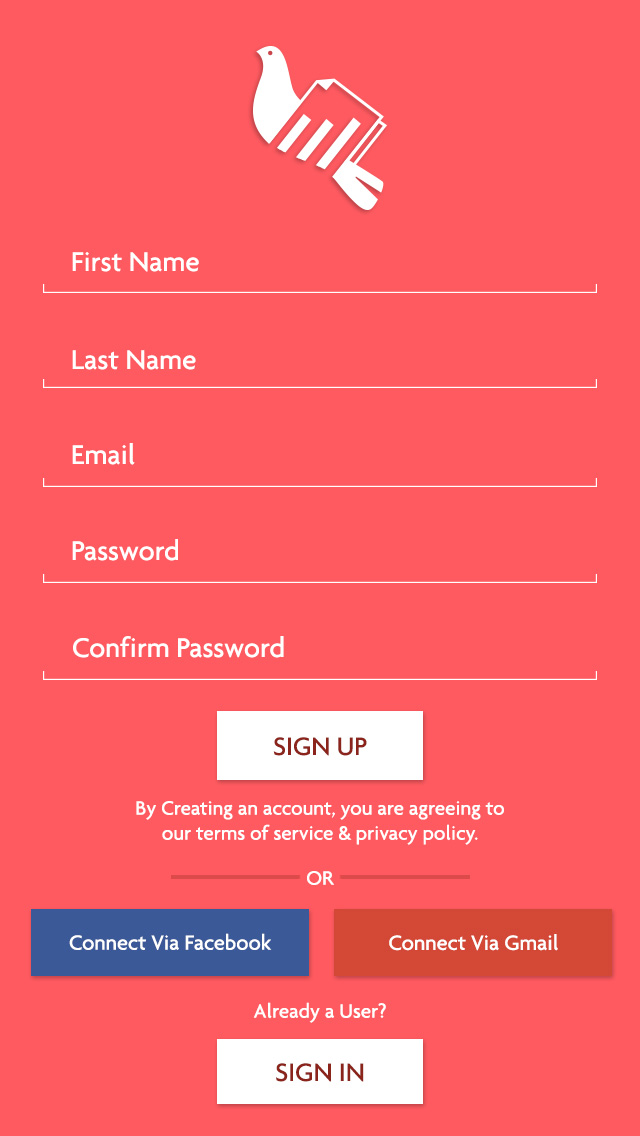 First Name
Last Name
Email
Password
Confirm Password
SIGN UP
By Creating an account, you are agreeing to
our terms of service & privacy policy.
OR
Connect Via Facebook
Connect Via Gmail
Already a User?
SIGN IN